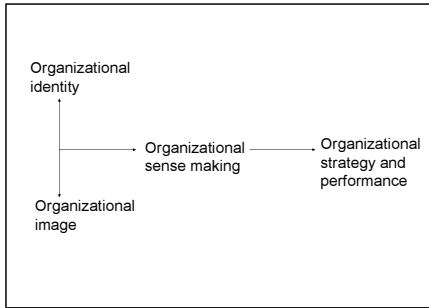 Organizational
identity
Organizational
sense making
Organizational
strategy and
performance
Organizational
image